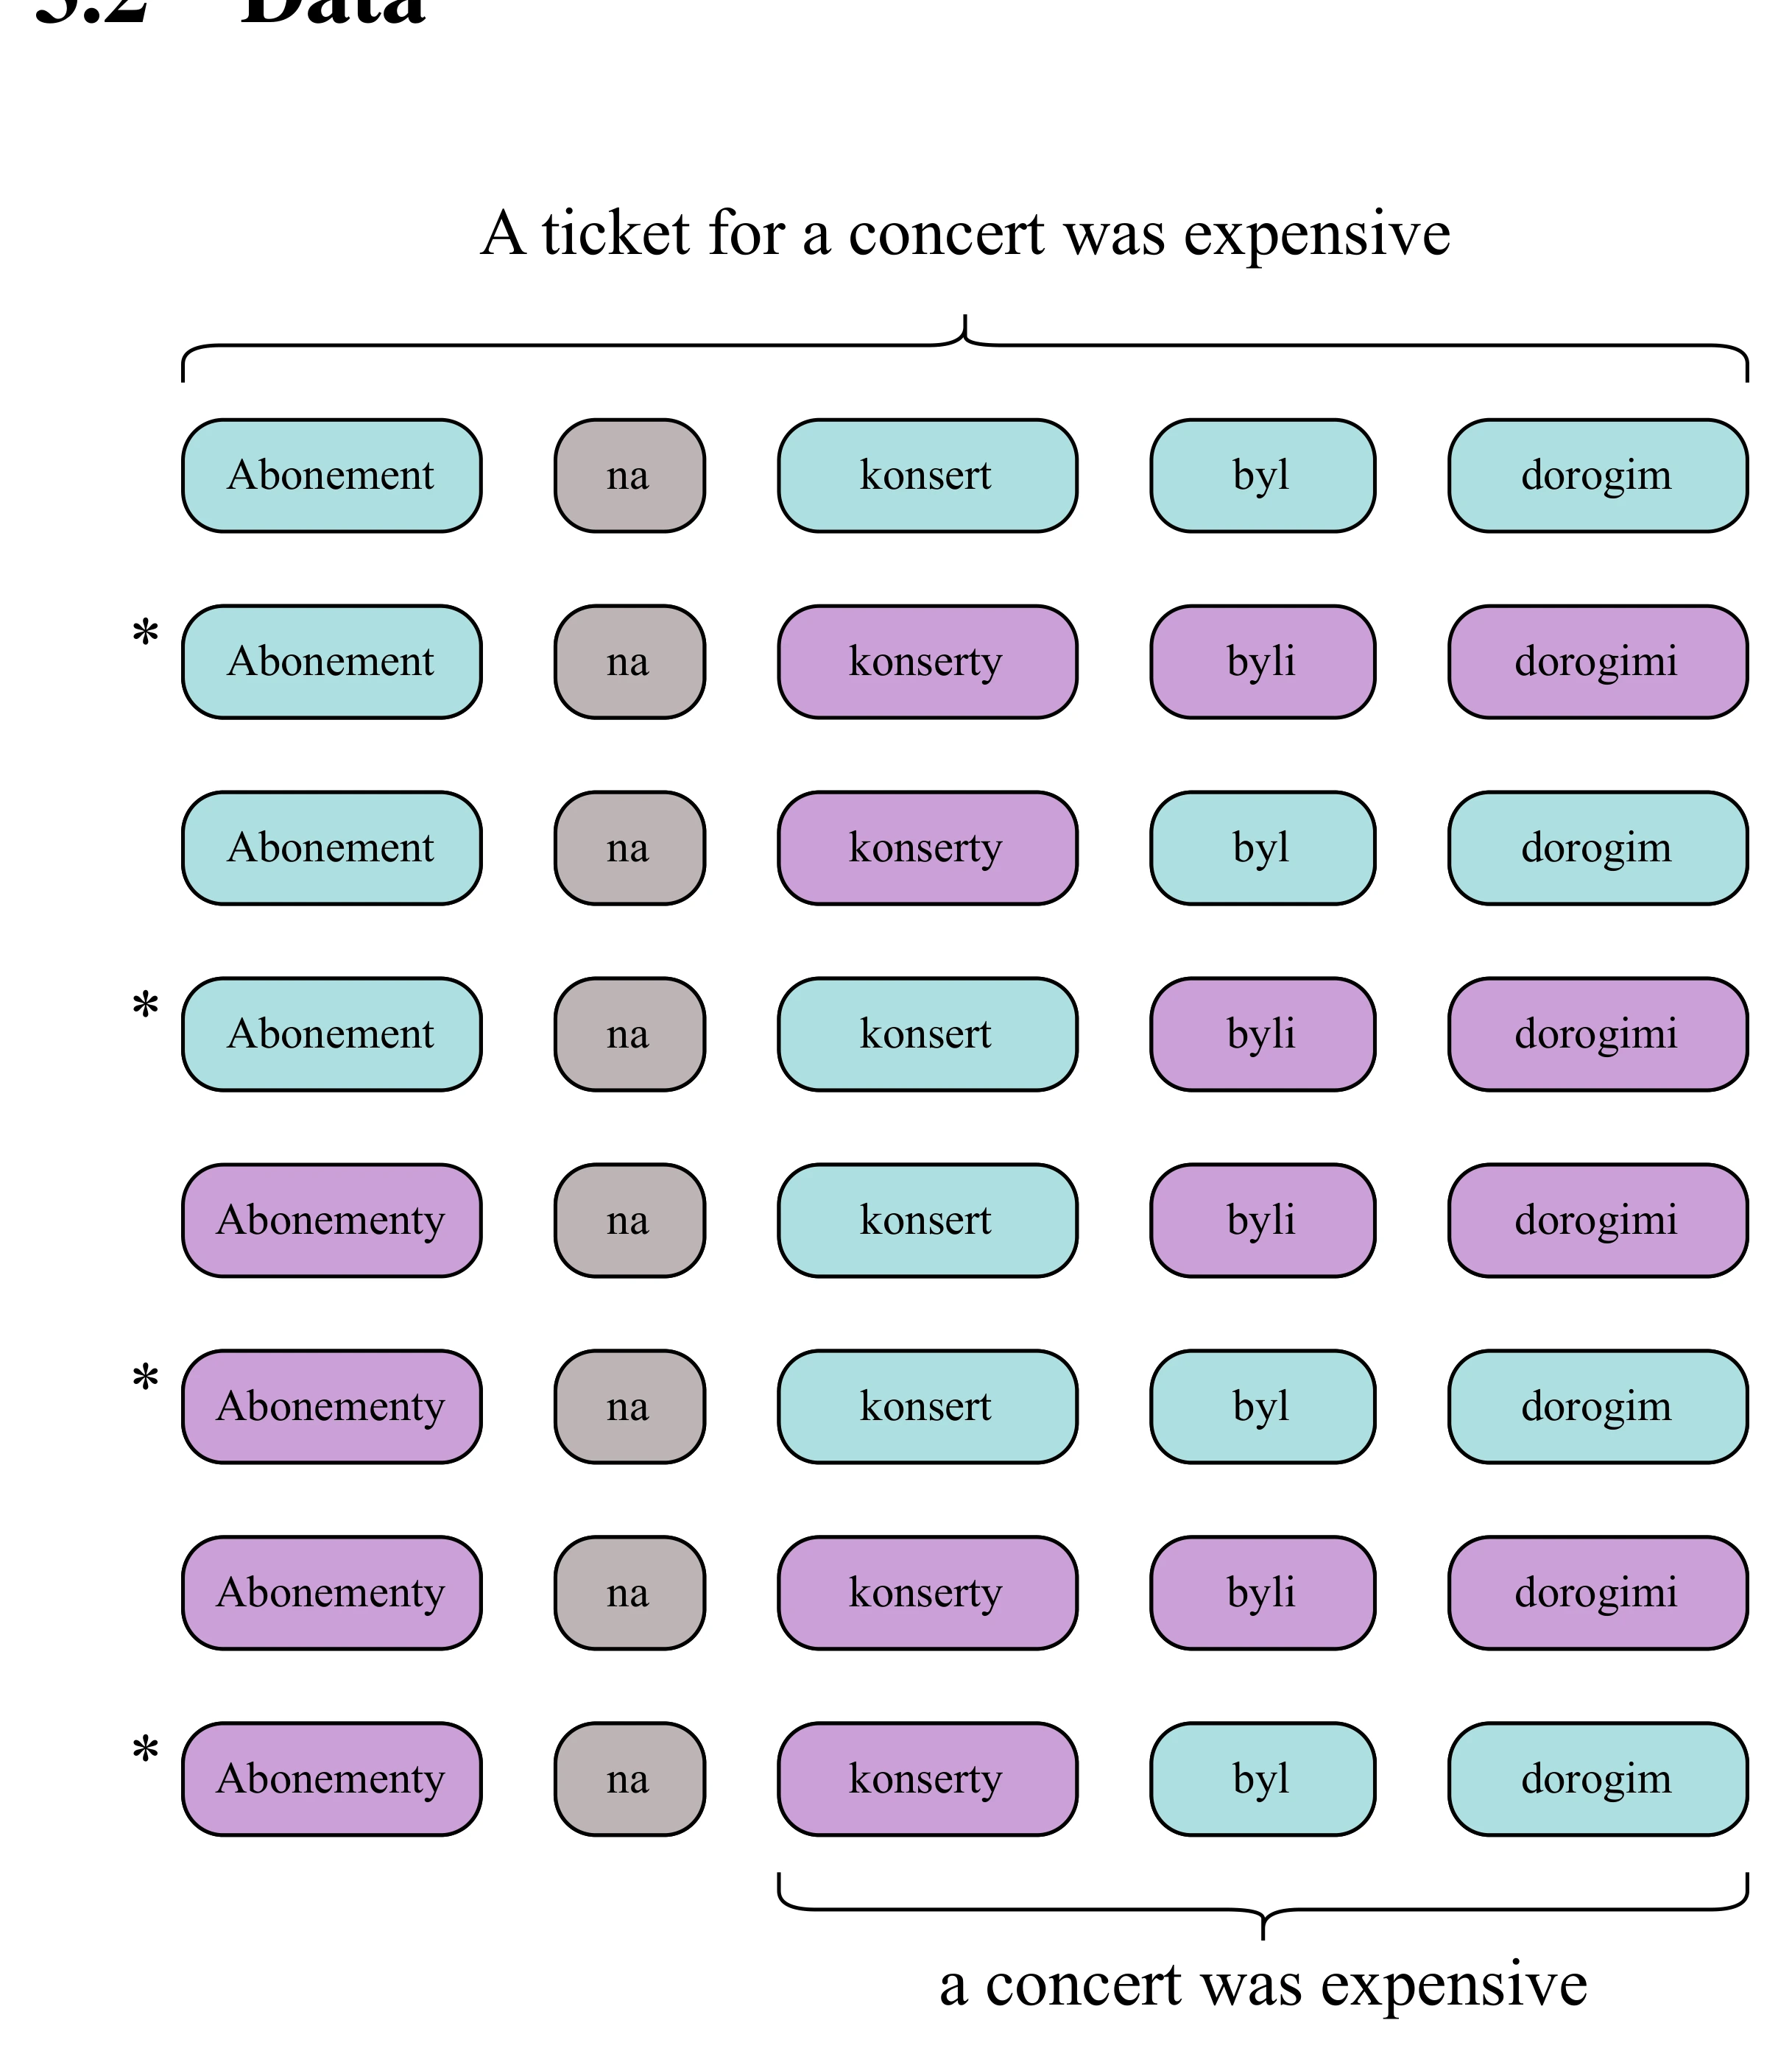 3.2 Data
A ticket for a concert was expensive
Abonement na konsert byl dorogim
* Abonement na konserty byli dorogimi
Abonement na konserty byl dorogim
* Abonement na konsert byli dorogimi
Abonementy na konsert byli dorogimi
* Abonementy na konsert byl dorogim
Abonementy na konserty byli dorogimi
* Abonementy na konserty byl dorogim
a concert was expensive